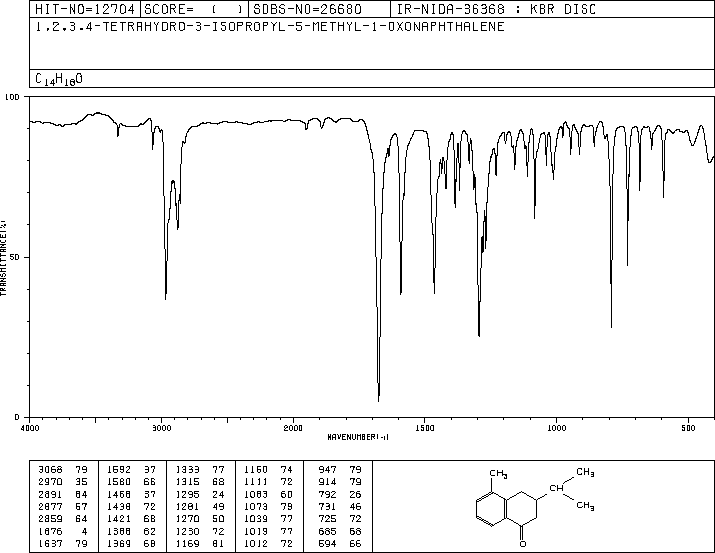 HIT-NO=12704 SCORE= ( ) SDBS-NO=26680 IR-NIDA-36368 : KBR DISC
1,2,3,4-TETRAHYDRO-3-ISOPROPYL-5-METHYL-1-OXONAPHTHALENE
C14H18O
100
50
0
TRANSMITTANCE(%)
4000 3000 2000 1500 1000 500
WAVENUMBER(-1)
3068 79 1592 37 1333 77 1160 74 947 79
2970 35 1580 66 1315 68 1111 72 914 79
2891 64 1468 37 1295 24 1083 60 792 26
2877 57 1438 72 1281 49 1073 79 731 46
2859 64 1421 68 1270 50 1039 77 725 72
1676 4 1388 62 1230 72 1019 77 685 68
1637 79 1369 68 1169 81 1012 72 594 66
CH3
CH3
CH
CH3
O